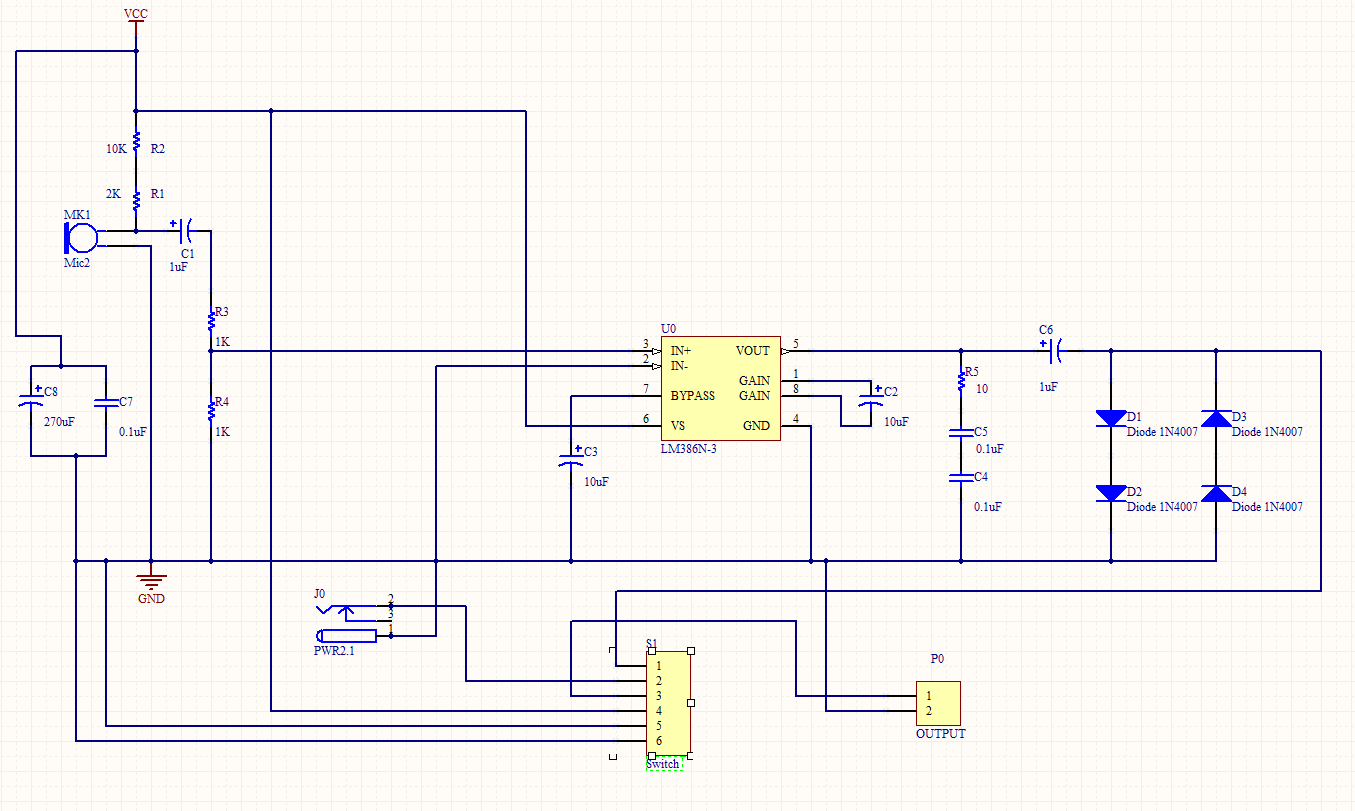 VCC
10K R2
2K R1
MK1
Mic2
C1
1uF
R3
1K
R4
1K
C8
270uF
C7
0.1uF
GND
U0
3 IN+ VOUT 5
2 IN-
GAIN 1
7 BYPASS GAIN 8
6 VS GND 4
LM386N-3
C2
10uF
C3
10uF
R5
10
C5
0.1uF
C4
0.1uF
C6
1uF
D1
Diode 1N4007
D3
Diode 1N4007
D2
Diode 1N4007
D4
Diode 1N4007
J0
2
3
1
PWR2.1
S1
1
2
3
4
5
6
Switch
P0
1
2
OUTPUT